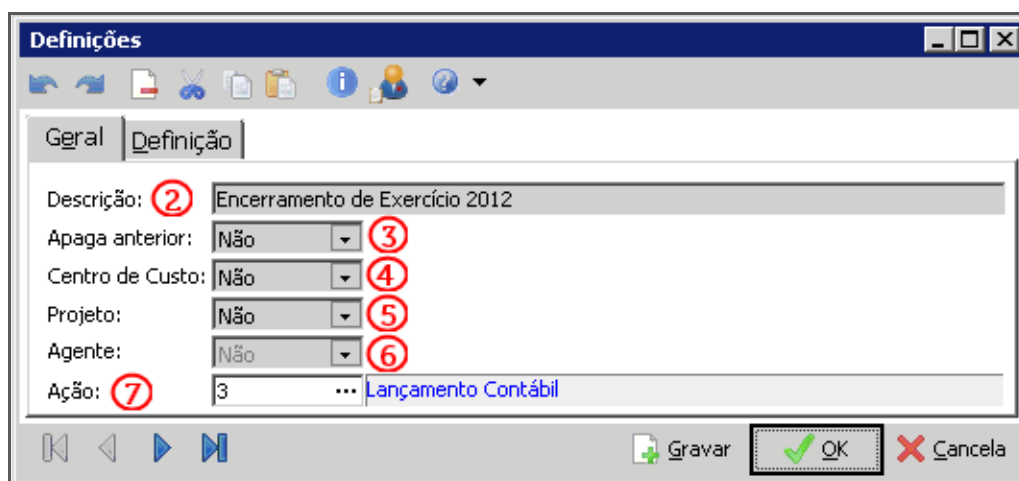 Definições
Geral Definição
Descrição: 2 Encerramento de Exercício 2012
Apaga anterior: Não 3
Centro de Custo: Não 4
Projeto: Não 5
Agente: Não 6
Ação: 7 3 ... Lançamento Contábil
Gravar OK Cancela